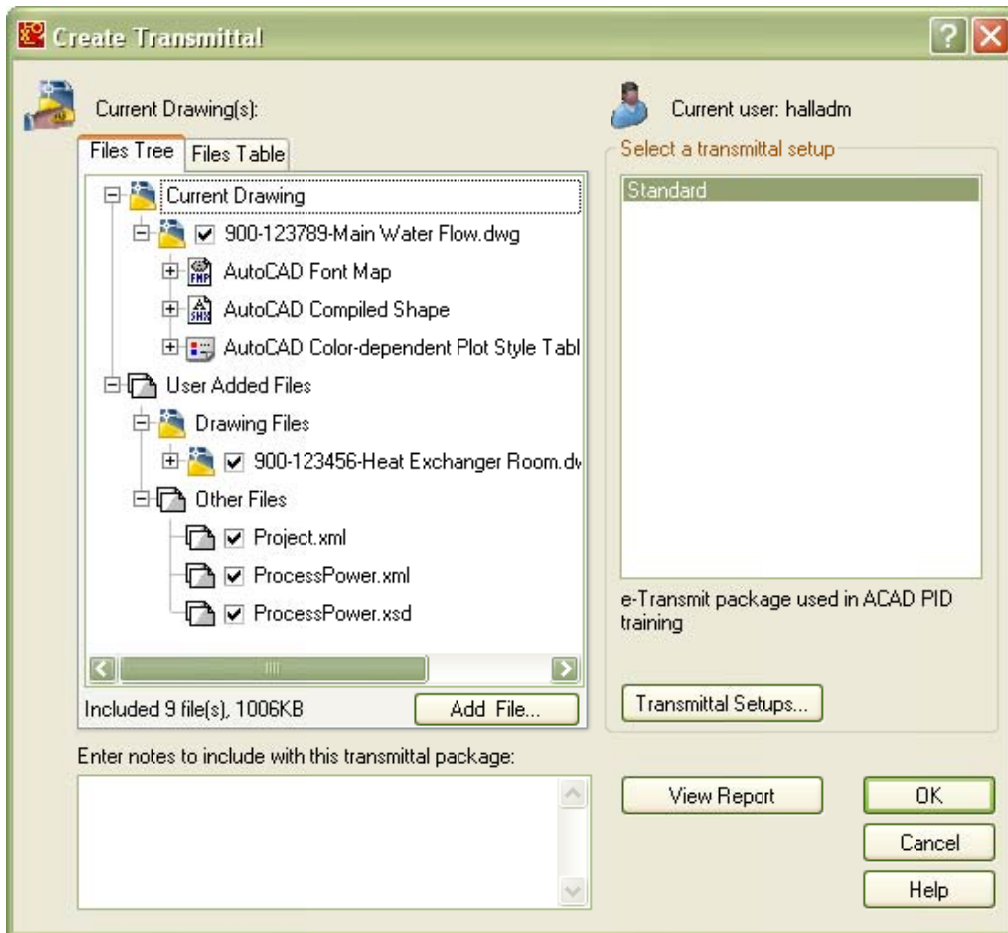 Create Transmittal
Current Drawing(s):
Current user: halladm
Files Tree
Files Table
Select a transmittal setup
Current Drawing
Standard
900-123789-Main Water Flow.dwg
FMP
AutoCAD Font Map
SHX
AutoCAD Compiled Shape
AutoCAD Color-dependent Plot Style Tabl
User Added Files
Drawing Files
900-123456-Heat Exchanger Room.dw
Other Files
Project.xml
ProcessPower.xml
ProcessPower.xsd
e-Transmit package used in ACAD PID
training
Included 9 file(s), 1006KB
Add File...
Transmittal Setups...
Enter notes to include with this transmittal package:
View Report
OK
Cancel
Help